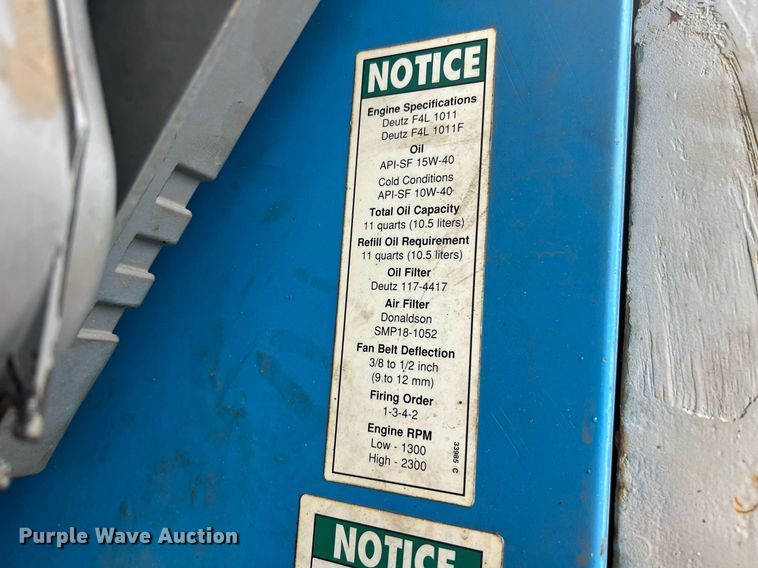 NOTICE
Engine Specifications
Deutz F4L 1011
Deutz F4L 1011F
Oil
API-SF 15W-40
Cold Conditions
API-SF 10W-40
Total Oil Capacity
11 quarts (10.5 liters)
Refill Oil Requirement
11 quarts (10.5 liters)
Oil Filter
Deutz 117-4417
Air Filter
Donaldson
SMP18-1052
Fan Belt Deflection
3/8 to 1/2 inch
(9 to 12 mm)
Firing Order
1-3-4-2
Engine RPM
Low - 1300
High - 2300
33985 C
NOTICE
Purple Wave Auction